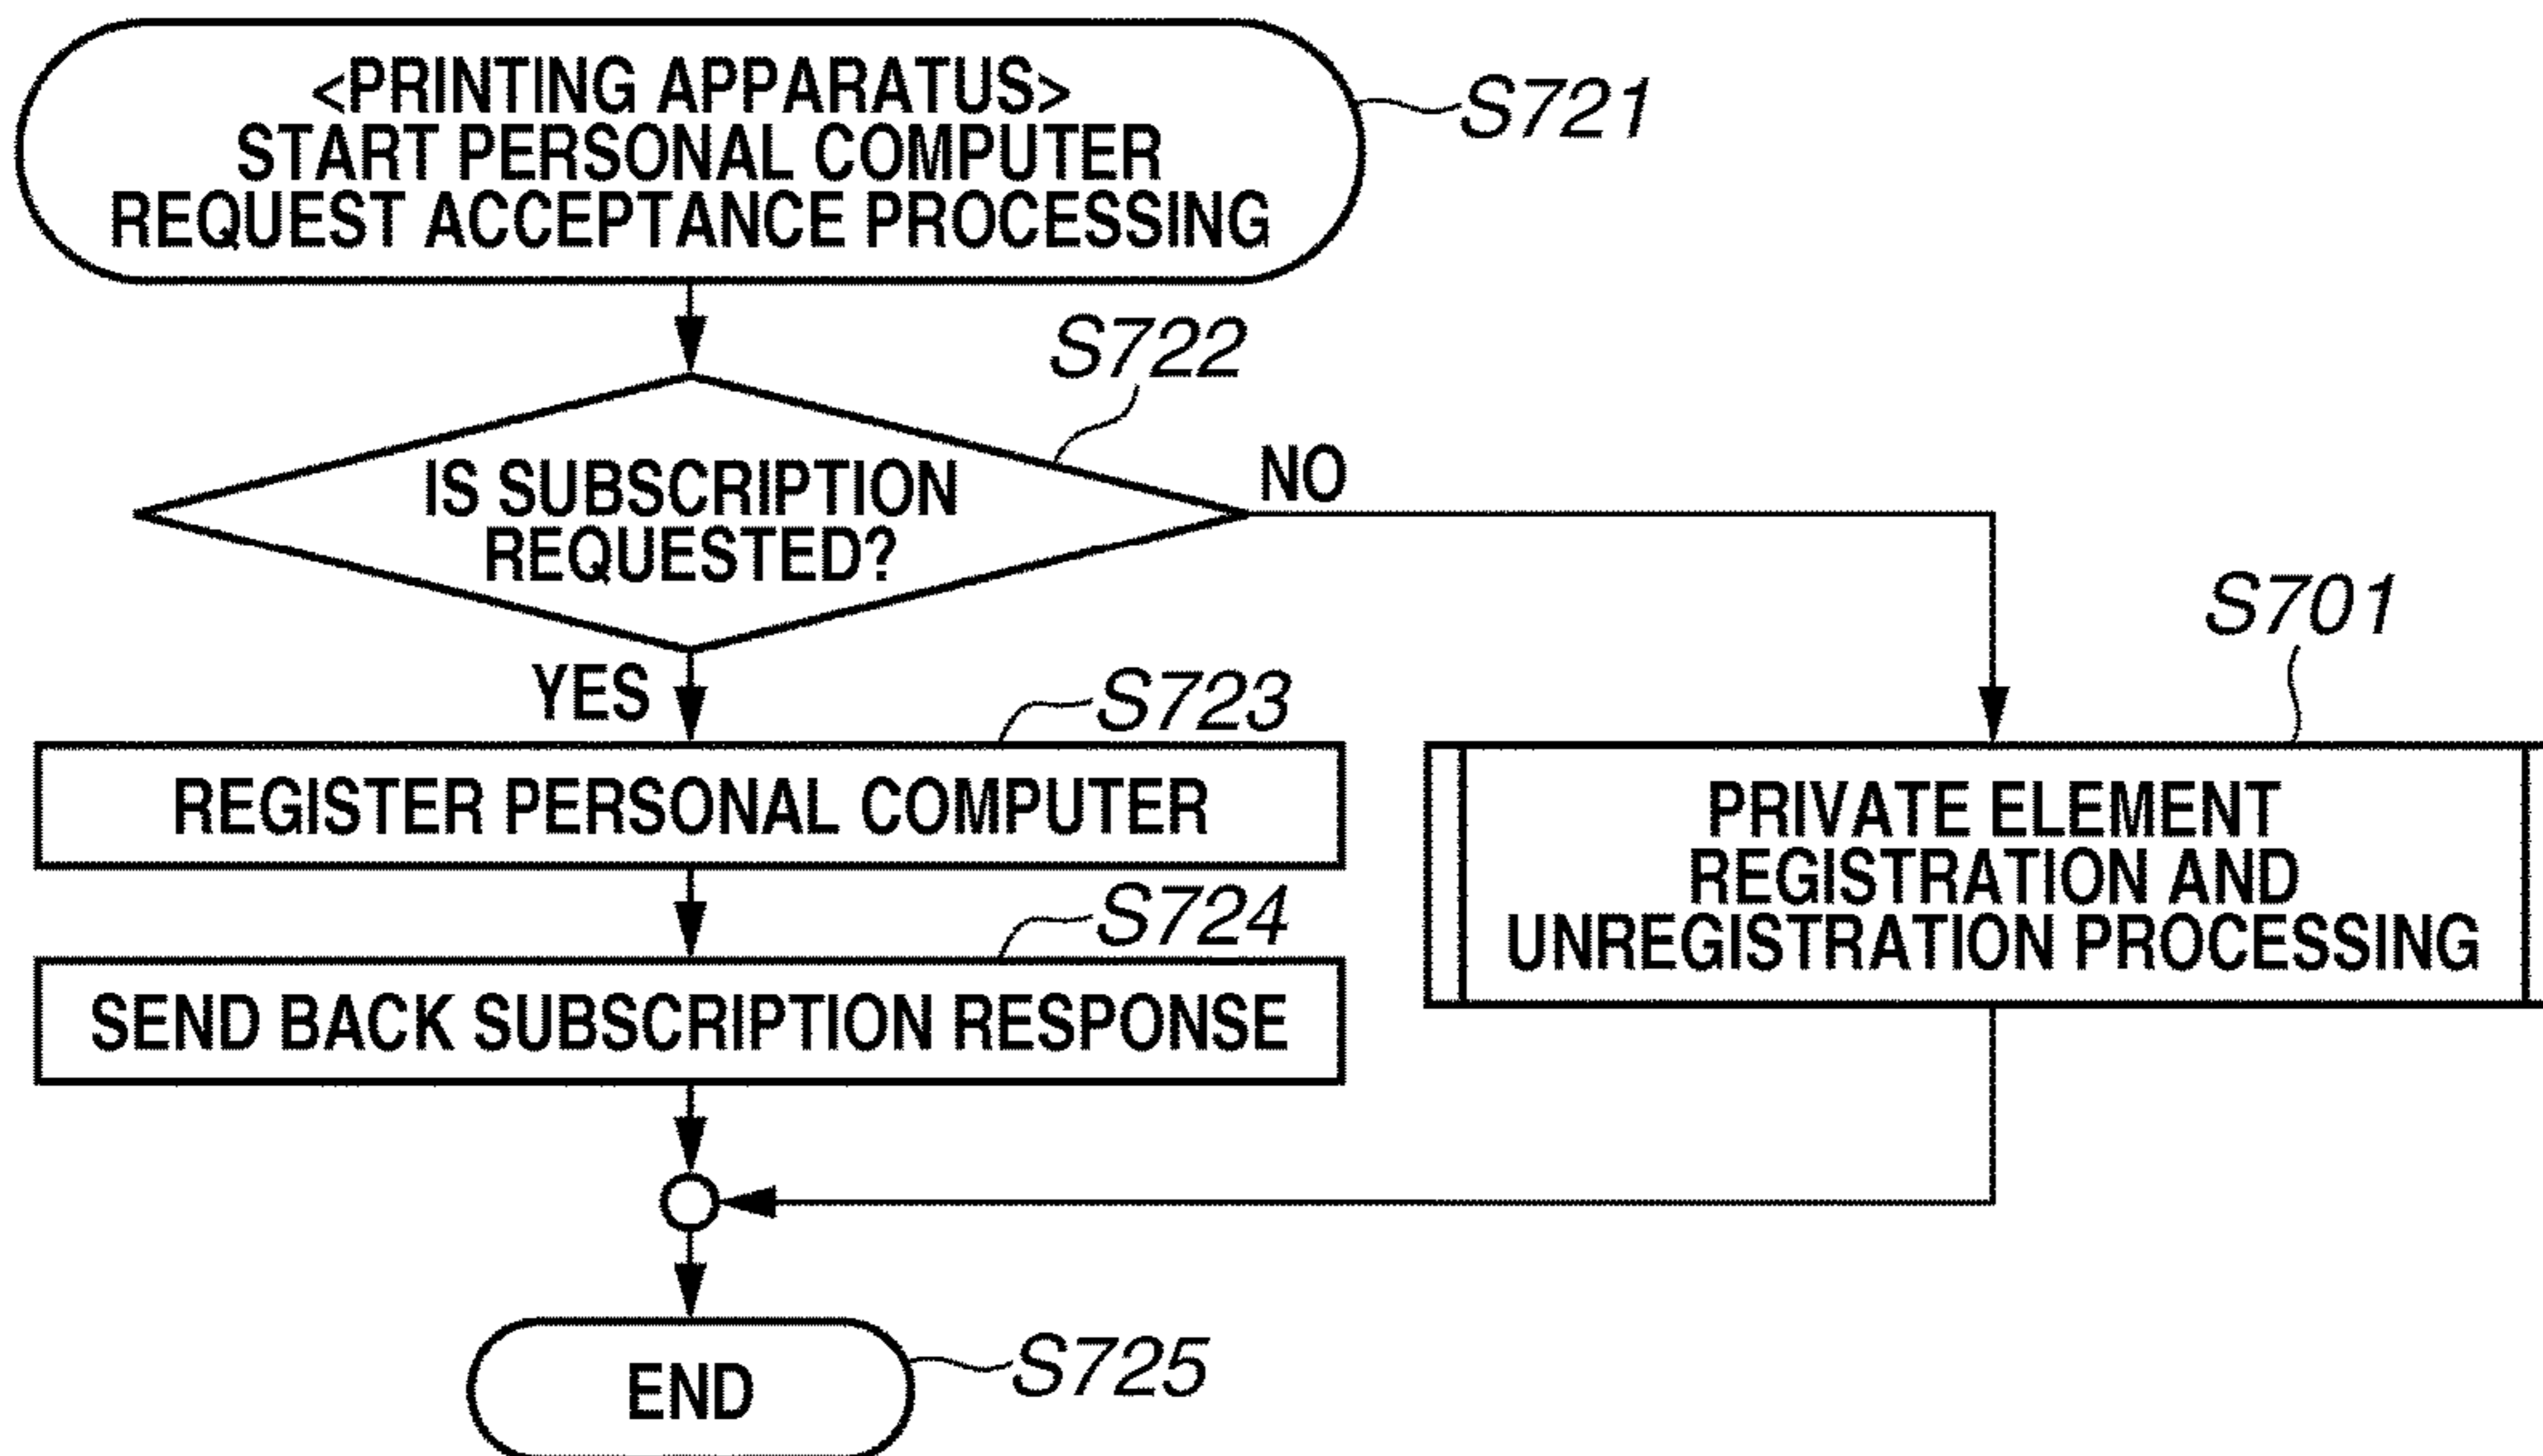 <PRINTING APPARATUS>
START PERSONAL COMPUTER
REQUEST ACCEPTANCE PROCESSING
S721
S722
IS SUBSCRIPTION
REQUESTED?
NO
YES
S723
REGISTER PERSONAL COMPUTER
S701
PRIVATE ELEMENT
REGISTRATION AND
UNREGISTRATION PROCESSING
S724
SEND BACK SUBSCRIPTION RESPONSE
END
S725